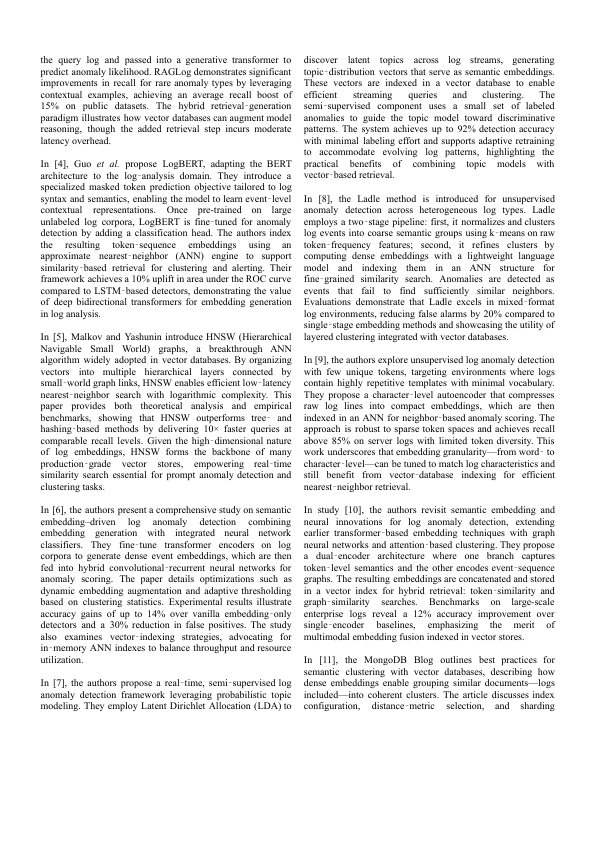 the query log and passed into a generative transformer to
predict anomaly likelihood. RAGLog demonstrates significant
improvements in recall for rare anomaly types by leveraging
contextual examples, achieving an average recall boost of
15% on public datasets. The hybrid retrieval-generation
paradigm illustrates how vector databases can augment model
reasoning, though the added retrieval step incurs moderate
latency overhead.
In [4], Guo et al. propose LogBERT, adapting the BERT
architecture to the log-analysis domain. They introduce a
specialized masked token prediction objective tailored to log
syntax and semantics, enabling the model to learn event-level
contextual representations. Once pre-trained on large
unlabeled log corpora, LogBERT is fine-tuned for anomaly
detection by adding a classification head. The authors index
the resulting token-sequence embeddings using an
approximate nearest-neighbor (ANN) engine to support
similarity-based retrieval for clustering and alerting. Their
framework achieves a 10% uplift in area under the ROC curve
compared to LSTM-based detectors, demonstrating the value
of deep bidirectional transformers for embedding generation
in log analysis.
In [5], Malkov and Yashunin introduce HNSW (Hierarchical
Navigable Small World) graphs, a breakthrough ANN
algorithm widely adopted in vector databases. By organizing
vectors into multiple hierarchical layers connected by
small-world graph links, HNSW enables efficient low-latency
nearest-neighbor search with logarithmic complexity. This
paper provides both theoretical analysis and empirical
benchmarks, showing that HNSW outperforms tree- and
hashing-based methods by delivering 10× faster queries at
comparable recall levels. Given the high-dimensional nature
of log embeddings, HNSW forms the backbone of many
production-grade vector stores, empowering real-time
similarity search essential for prompt anomaly detection and
clustering tasks.
In [6], the authors present a comprehensive study on semantic
embedding–driven log anomaly detection combining
embedding generation with integrated neural network
classifiers. They fine-tune transformer encoders on log
corpora to generate dense event embeddings, which are then
fed into hybrid convolutional-recurrent neural networks for
anomaly scoring. The paper details optimizations such as
dynamic embedding augmentation and adaptive thresholding
based on clustering statistics. Experimental results illustrate
accuracy gains of up to 14% over vanilla embedding-only
detectors and a 30% reduction in false positives. The study
also examines vector-indexing strategies, advocating for
in-memory ANN indexes to balance throughput and resource
utilization.
In [7], the authors propose a real-time, semi-supervised log
anomaly detection framework leveraging probabilistic topic
modeling. They employ Latent Dirichlet Allocation (LDA) to
discover latent topics across log streams, generating
topic-distribution vectors that serve as semantic embeddings.
These vectors are indexed in a vector database to enable
efficient streaming queries and clustering. The
semi-supervised component uses a small set of labeled
anomalies to guide the topic model toward discriminative
patterns. The system achieves up to 92% detection accuracy
with minimal labeling effort and supports adaptive retraining
to accommodate evolving log patterns, highlighting the
practical benefits of combining topic models with
vector-based retrieval.
In [8], the Ladle method is introduced for unsupervised
anomaly detection across heterogeneous log types. Ladle
employs a two-stage pipeline: first, it normalizes and clusters
log events into coarse semantic groups using k-means on raw
token-frequency features; second, it refines clusters by
computing dense embeddings with a lightweight language
model and indexing them in an ANN structure for
fine-grained similarity search. Anomalies are detected as
events that fail to find sufficiently similar neighbors.
Evaluations demonstrate that Ladle excels in mixed-format
log environments, reducing false alarms by 20% compared to
single-stage embedding methods and showcasing the utility of
layered clustering integrated with vector databases.
In [9], the authors explore unsupervised log anomaly detection
with few unique tokens, targeting environments where logs
contain highly repetitive templates with minimal vocabulary.
They propose a character-level autoencoder that compresses
raw log lines into compact embeddings, which are then
indexed in an ANN for neighbor-based anomaly scoring. The
approach is robust to sparse token spaces and achieves recall
above 85% on server logs with limited token diversity. This
work underscores that embedding granularity—from word- to
character-level—can be tuned to match log characteristics and
still benefit from vector-database indexing for efficient
nearest-neighbor retrieval.
In study [10], the authors revisit semantic embedding and
neural innovations for log anomaly detection, extending
earlier transformer-based embedding techniques with graph
neural networks and attention-based clustering. They propose
a dual-encoder architecture where one branch captures
token-level semantics and the other encodes event-sequence
graphs. The resulting embeddings are concatenated and stored
in a vector index for hybrid retrieval: token-similarity and
graph-similarity searches. Benchmarks on large-scale
enterprise logs reveal a 12% accuracy improvement over
single-encoder baselines, emphasizing the merit of
multimodal embedding fusion indexed in vector stores.
In [11], the MongoDB Blog outlines best practices for
semantic clustering with vector databases, describing how
dense embeddings enable grouping similar documents—logs
included—into coherent clusters. The article discusses index
configuration, distance-metric selection, and sharding